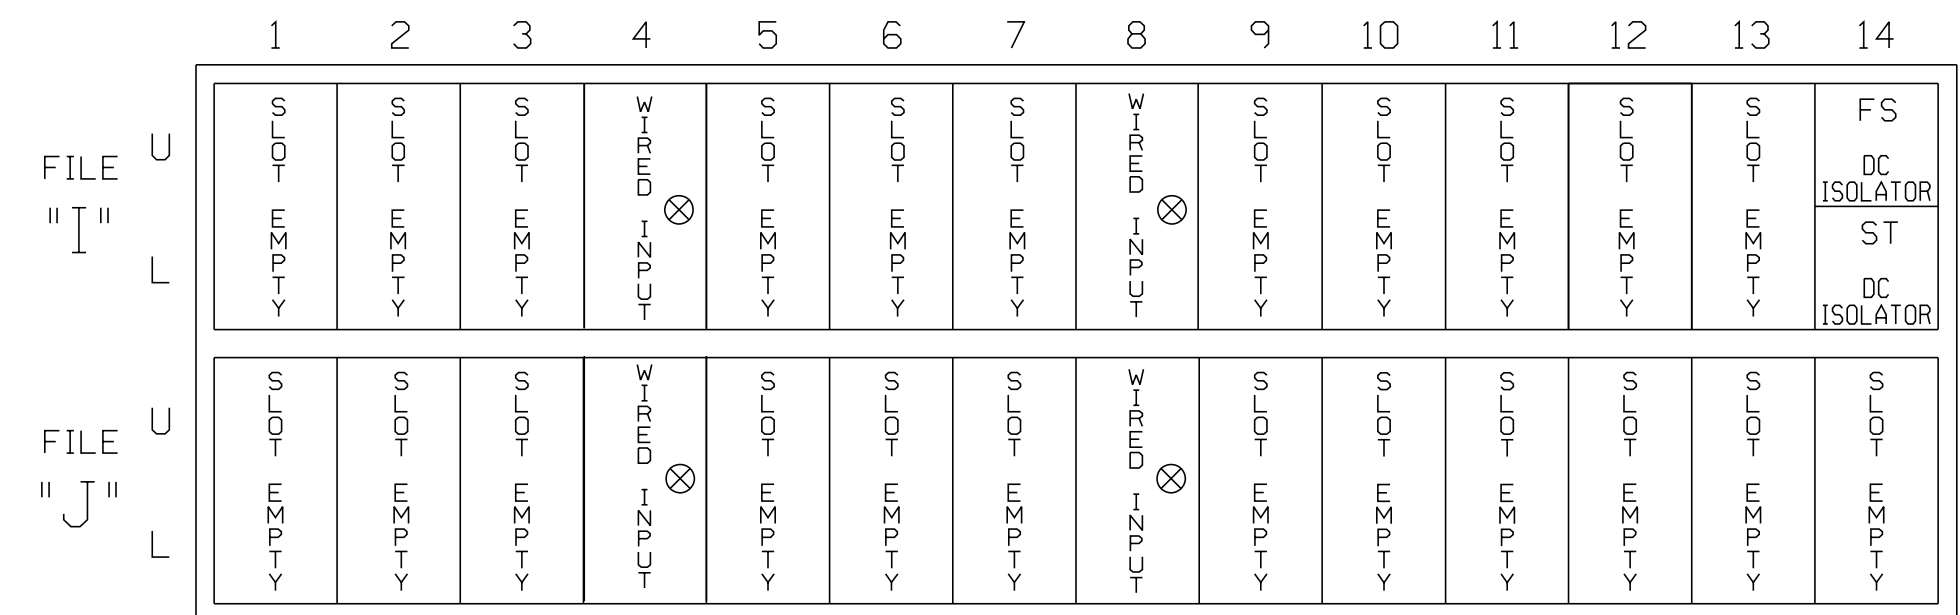 1 2 3 4 5 6 7 8 9 10 11 12 13 14
FILE "I"
U
L
SLOT EMPTY
SLOT EMPTY
SLOT EMPTY
WIRED INPUT
SLOT EMPTY
SLOT EMPTY
SLOT EMPTY
WIRED INPUT
SLOT EMPTY
SLOT EMPTY
SLOT EMPTY
SLOT EMPTY
SLOT EMPTY
FS
DC
ISOLATOR
ST
DC
ISOLATOR
FILE "J"
U
L
SLOT EMPTY
SLOT EMPTY
SLOT EMPTY
WIRED INPUT
SLOT EMPTY
SLOT EMPTY
SLOT EMPTY
WIRED INPUT
SLOT EMPTY
SLOT EMPTY
SLOT EMPTY
SLOT EMPTY
SLOT EMPTY
SLOT EMPTY